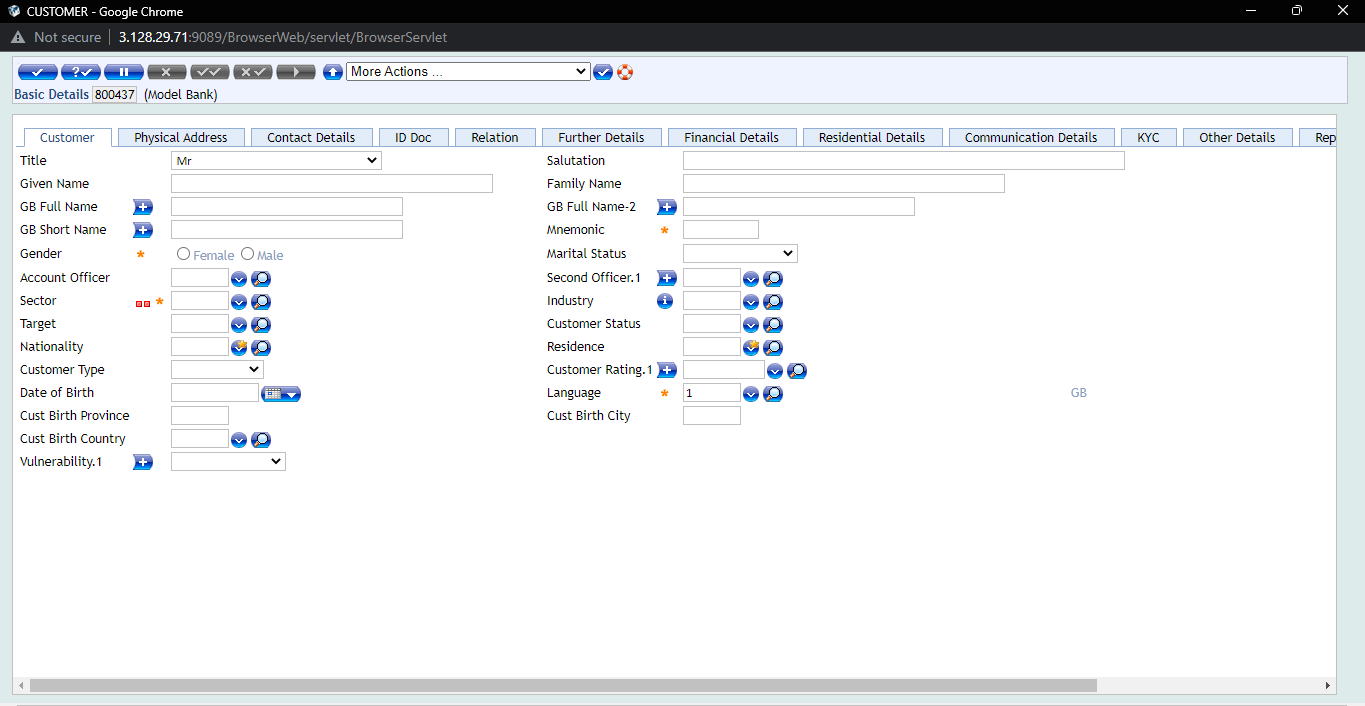 CUSTOMER - Google Chrome
Not secure 3.128.29.71:9089/BrowserWeb/servlet/BrowserServlet
More Actions ...
Basic Details 800437 (Model Bank)
Customer Physical Address Contact Details ID Doc Relation Further Details Financial Details Residential Details Communication Details KYC Other Details Rep
Title Mr Salutation
Given Name Family Name
GB Full Name GB Full Name-2
GB Short Name Mnemonic *
Gender * Female Male Marital Status
Account Officer Second Officer.1
Sector * Industry
Target Customer Status
Nationality Residence
Customer Type Customer Rating.1
Date of Birth Language * 1 GB
Cust Birth Province Cust Birth City
Cust Birth Country
Vulnerability.1